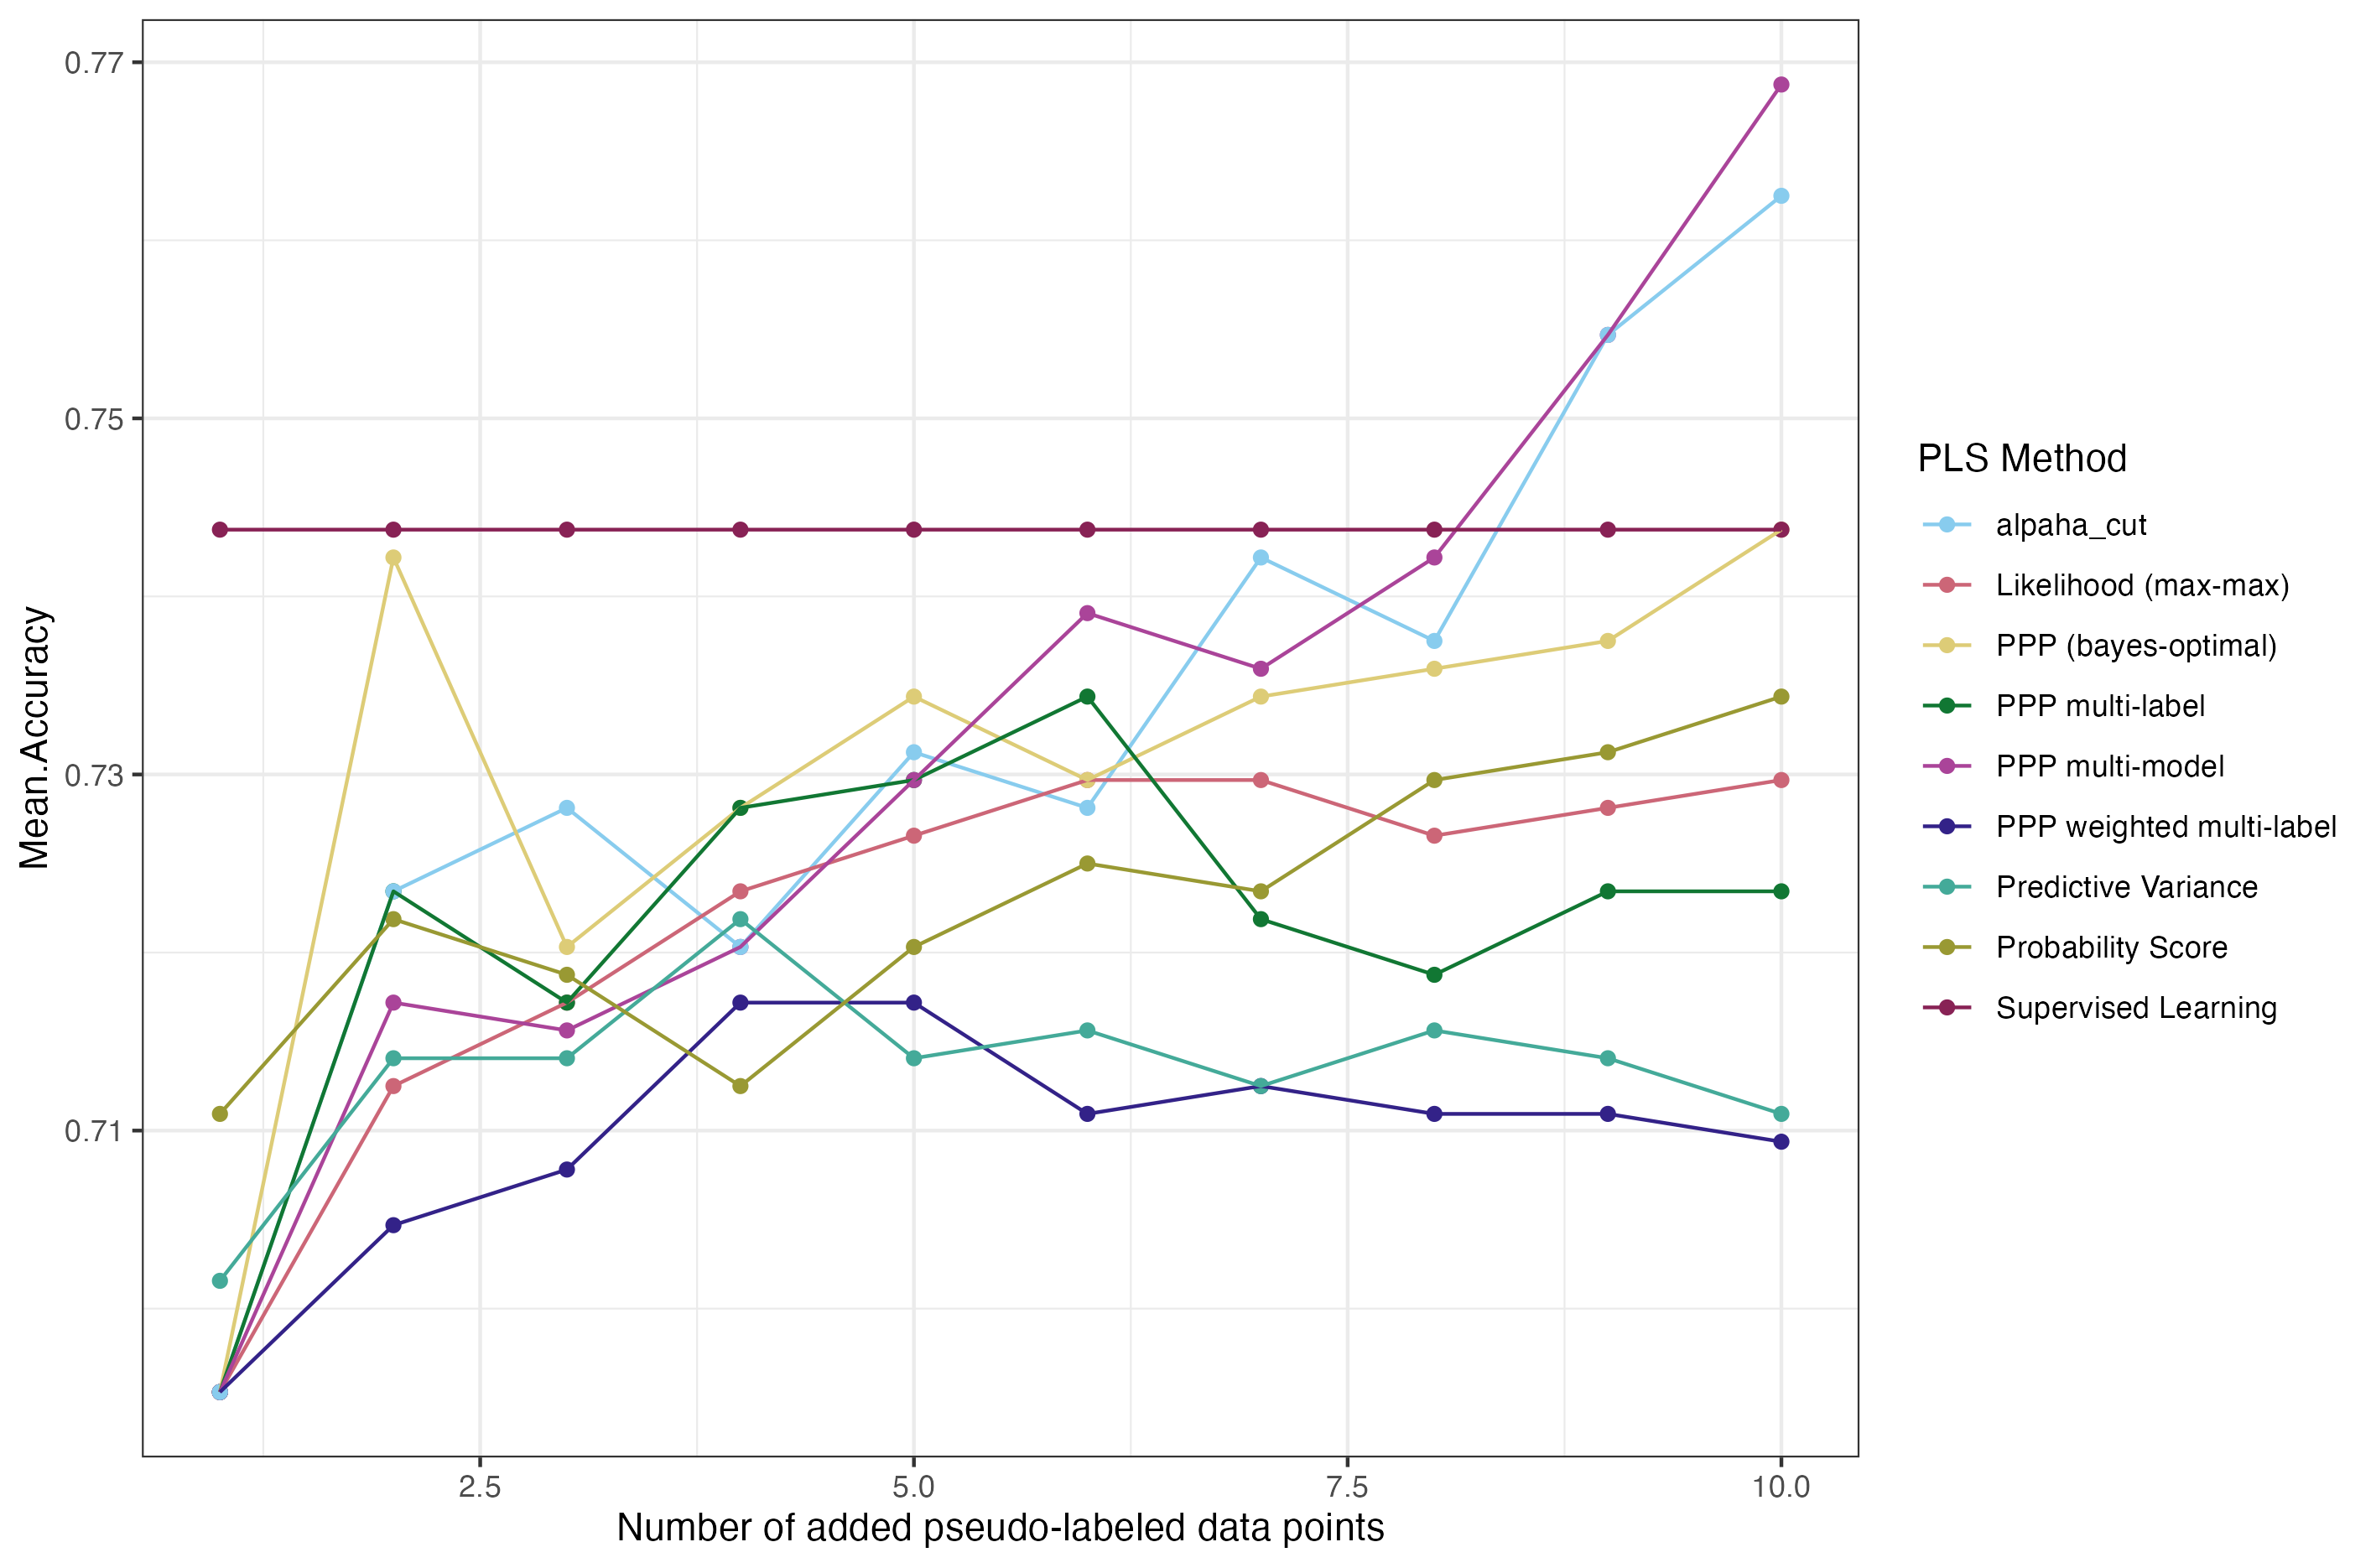 0.77
0.75
0.73
0.71
Mean.Accuracy
2.5
5.0
7.5
10.0
Number of added pseudo-labeled data points
PLS Method
alpaha_cut
Likelihood (max-max)
PPP (bayes-optimal)
PPP multi-label
PPP multi-model
PPP weighted multi-label
Predictive Variance
Probability Score
Supervised Learning